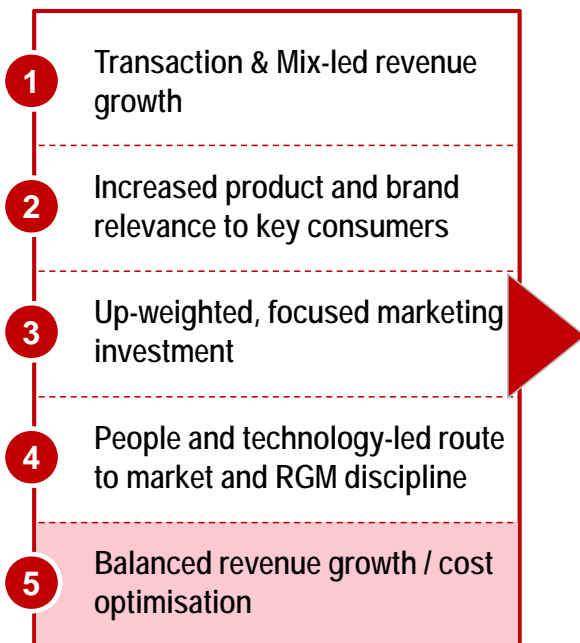 1
Transaction & Mix-led revenue
growth
2
Increased product and brand
relevance to key consumers
3
Up-weighted, focused marketing
investment
4
People and technology-led route
to market and RGM discipline
5
Balanced revenue growth / cost
optimisation